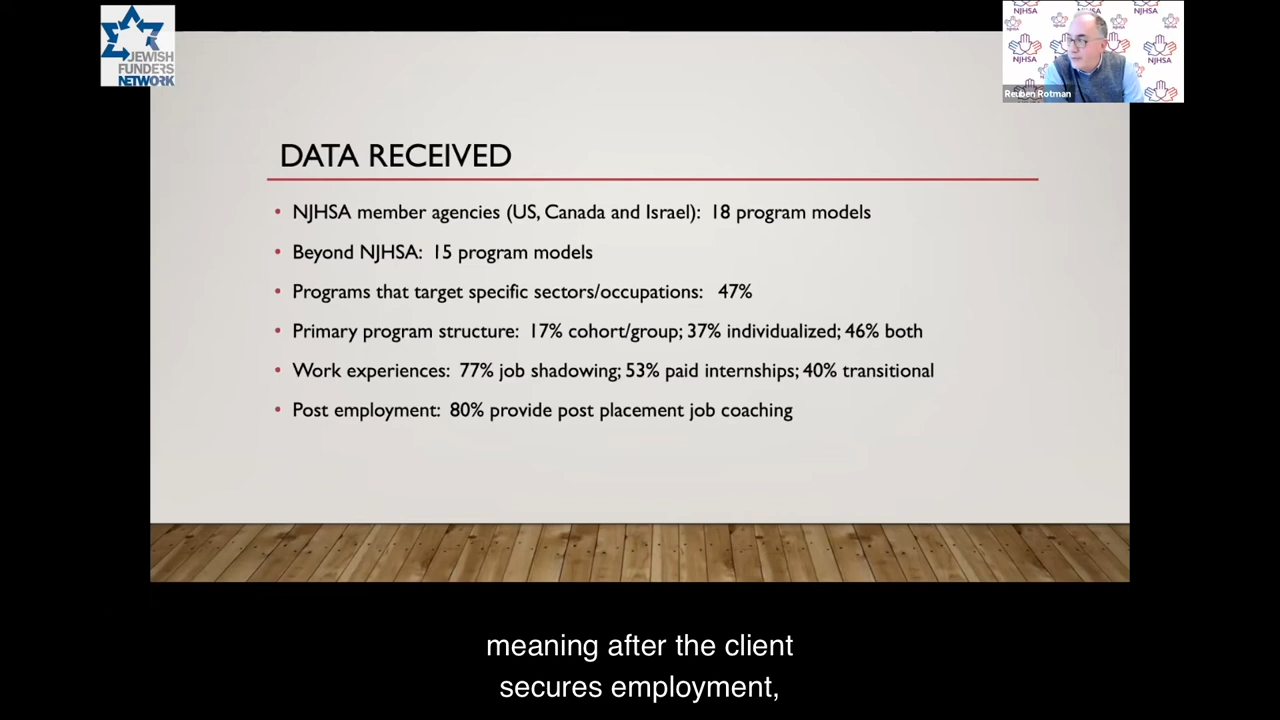 JEWISH
FUNDERS
NETWORK
NJHSA
NJHSA
NJHSA
NJHSA
Reuben Rotman
DATA RECEIVED
• NJHSA member agencies (US, Canada and Israel): 18 program models
• Beyond NJHSA: 15 program models
• Programs that target specific sectors/occupations: 47%
• Primary program structure: 17% cohort/group; 37% individualized; 46% both
• Work experiences: 77% job shadowing; 53% paid internships; 40% transitional
• Post employment: 80% provide post placement job coaching
meaning after the client
secures employment,